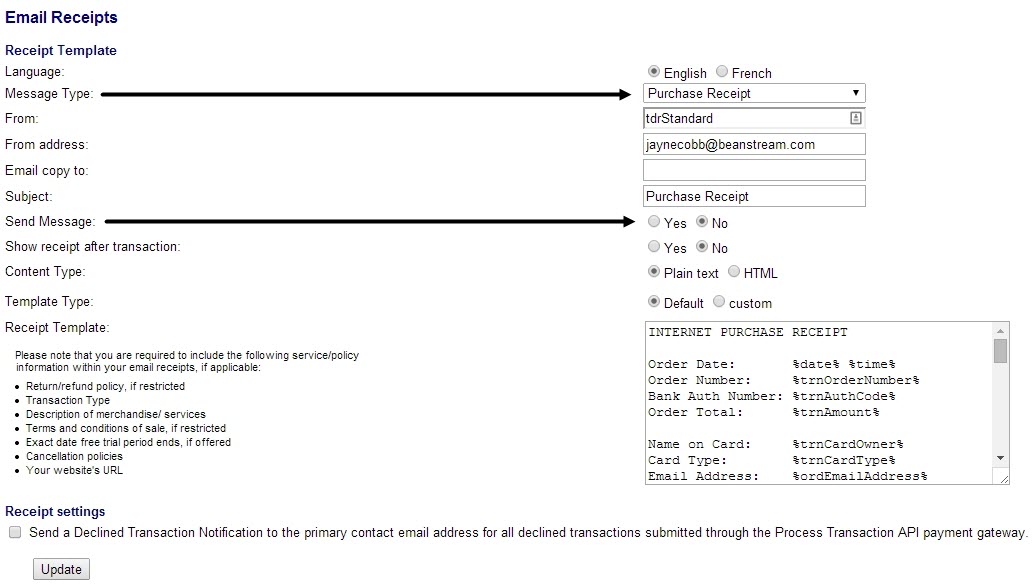 Email Receipts
Receipt Template
Language: English French
Message Type: Purchase Receipt
From: tdrStandard
From address: jaynecobb@beanstream.com
Email copy to:
Subject: Purchase Receipt
Send Message: Yes No
Show receipt after transaction: Yes No
Content Type: Plain text HTML
Template Type: Default custom
Receipt Template:
Please note that you are required to include the following service/policy
information within your email receipts, if applicable:
Return/refund policy, if restricted
Transaction Type
Description of merchandise/ services
Terms and conditions of sale, if restricted
Exact date free trial period ends, if offered
Cancellation policies
Your website's URL
INTERNET PURCHASE RECEIPT
Order Date: %date% %time%
Order Number: %trnOrderNumber%
Bank Auth Number: %trnAuthCode%
Order Total: %trnAmount%
Name on Card: %trnCardOwner%
Card Type: %trnCardType%
Email Address: %ordEmailAddress%
Receipt settings
Send a Declined Transaction Notification to the primary contact email address for all declined transactions submitted through the Process Transaction API payment gateway.
Update